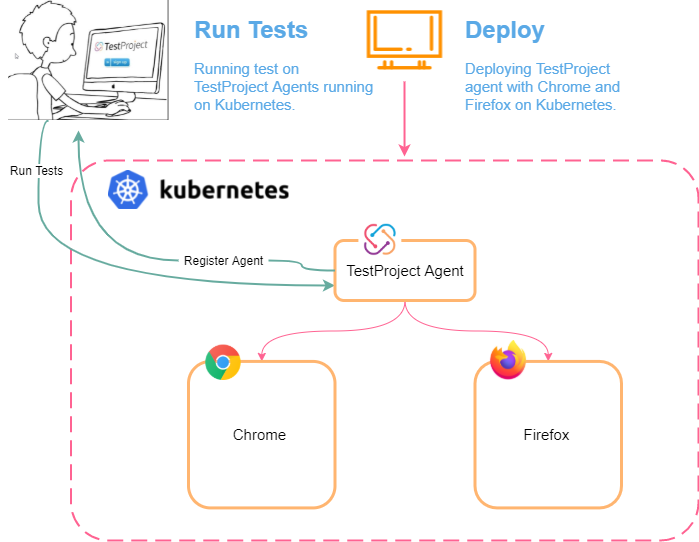 TestProject
Run Tests
Running test on
TestProject Agents running
on Kubernetes.
Deploy
Deploying TestProject
agent with Chrome and
Firefox on Kubernetes.
Run Tests
kubernetes
Register Agent
TestProject Agent
Chrome
Firefox